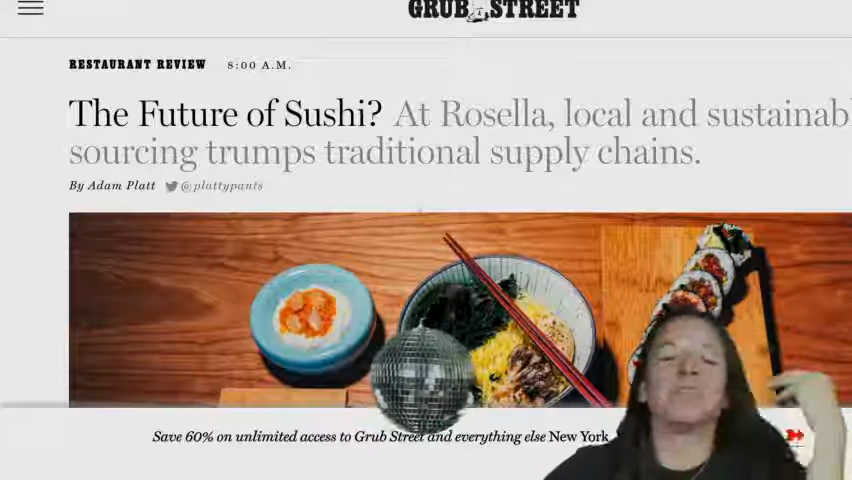 GRUB STREET
RESTAURANT REVIEW 8:00 A.M.
The Future of Sushi? At Rosella, local and
sourcing trumps traditional supply chains.
By Adam Platt @plattypants
Save 60% on unlimited access to Grub Street and everything else New York